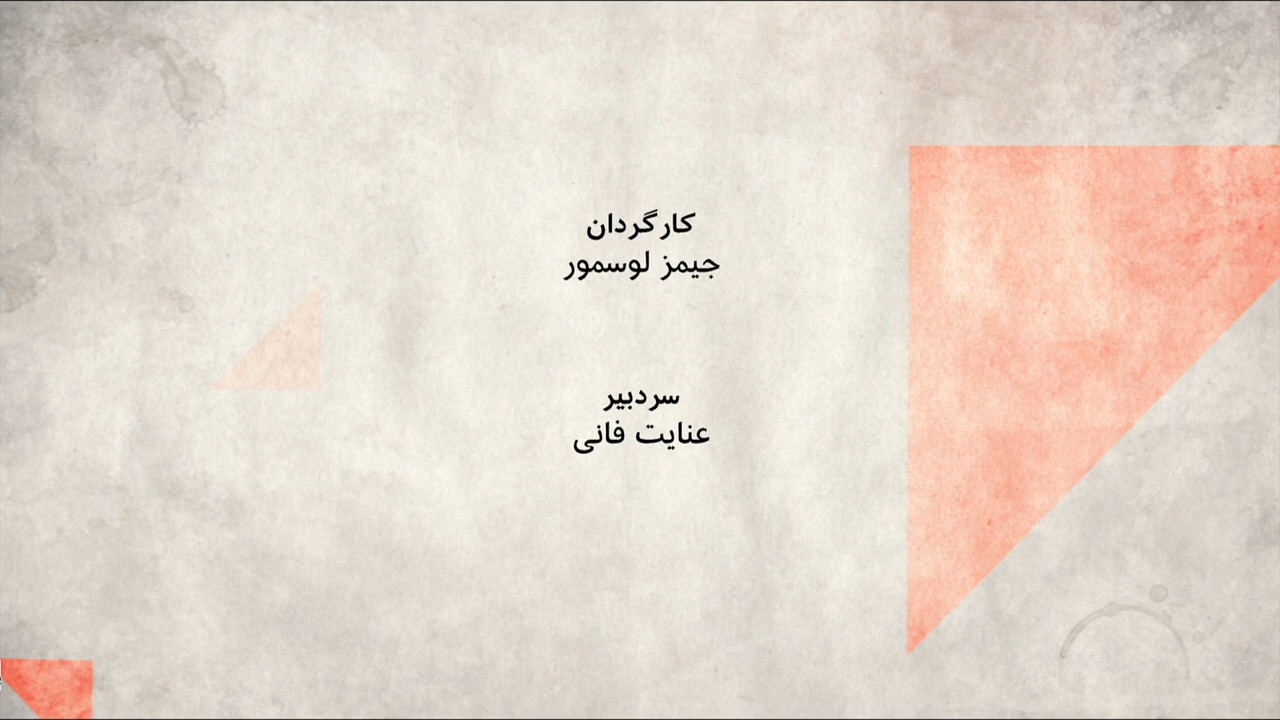 کارگردان
جیمز لوسمور
سردبیر
عنایت فانی